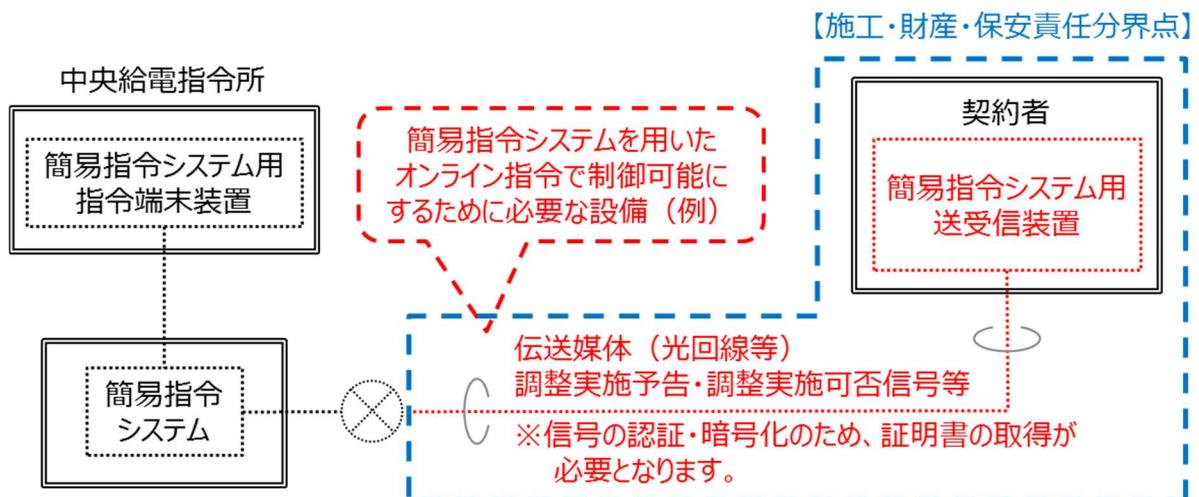 【施工・財産・保安責任分界点】
中央給電指令所
簡易指令システム用
指令端末装置
簡易指令システムを用いた
オンライン指令で制御可能に
するために必要な設備（例）
契約者
簡易指令システム用
送受信装置
簡易指令
システム
伝送媒体（光回線等）
調整実施予告・調整実施可否信号等
※信号の認証・暗号化のため、証明書の取得が
必要となります。